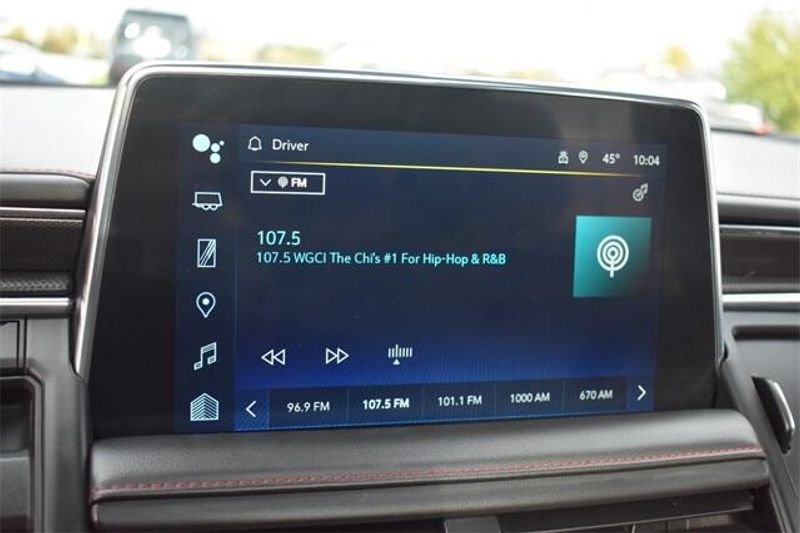 Driver
45° 10:04
FM
107.5
107.5 WGCI The Chi's #1 For Hip-Hop & R&B
96.9 FM 107.5 FM 101.1 FM 1000 AM 670 AM